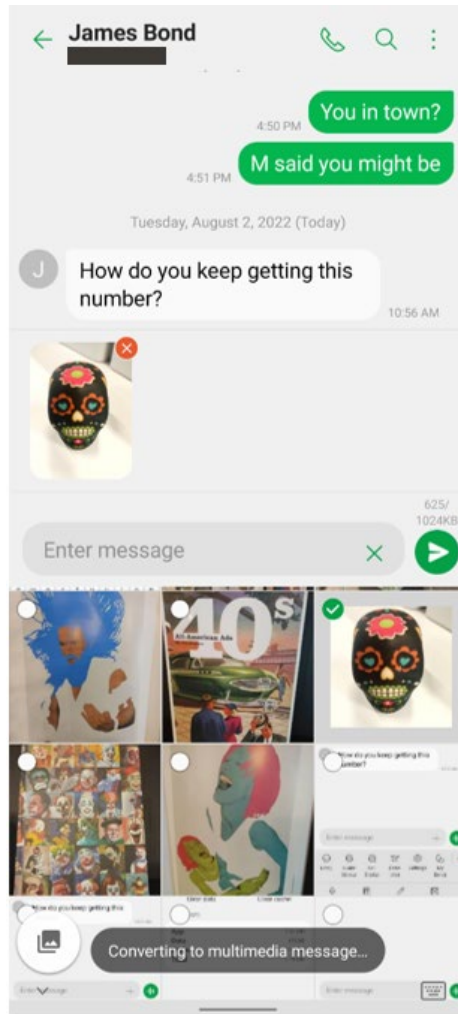 James Bond
You in town?
4:50 PM
M said you might be
4:51 PM
Tuesday, August 2, 2022 (Today)
J
How do you keep getting this
number?
10:56 AM
625/
1024KB
Enter message
40s
All-American Ads
How do you keep getting this
number?
Enter message
How do you keep getting this
Converting to multimedia message...
Enter message